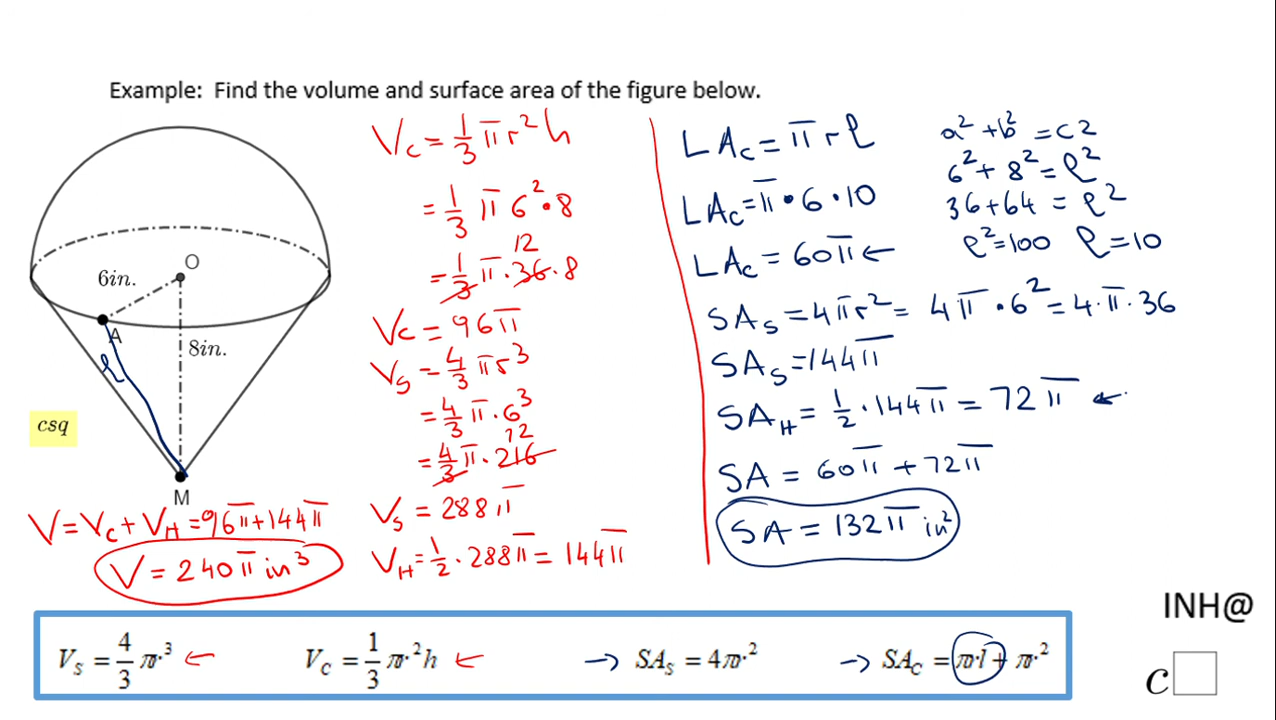 Example: Find the volume and surface area of the figure below.
O
6in.
A
8in.
l
csq
M
V = V_C + V_H = 96π + 144π
V = 240π in³
V_C = 1/3 π r² h
= 1/3 π 6² · 8
12
= 1/3 π · 36 · 8
V_C = 96π
V_S = 4/3 π r³
= 4/3 π · 6³
72
= 4/3 π · 216
V_S = 288π
V_H = 1/2 · 288π = 144π
LA_C = π r l
LA_C = π · 6 · 10
LA_C = 60π ←
a² + b² = c2
6² + 8² = l²
36 + 64 = l²
l² = 100 l = 10
SA_S = 4πr² = 4π · 6² = 4 · π · 36
SA_S = 144π
SA_H = 1/2 · 144π = 72π ←
SA = 60π + 72π
SA = 132π in²
INH@
V_S = 4/3 πr³ ← V_C = 1/3 πr²h ← → SA_S = 4πr² → SA_C = πrl + πr²
c□